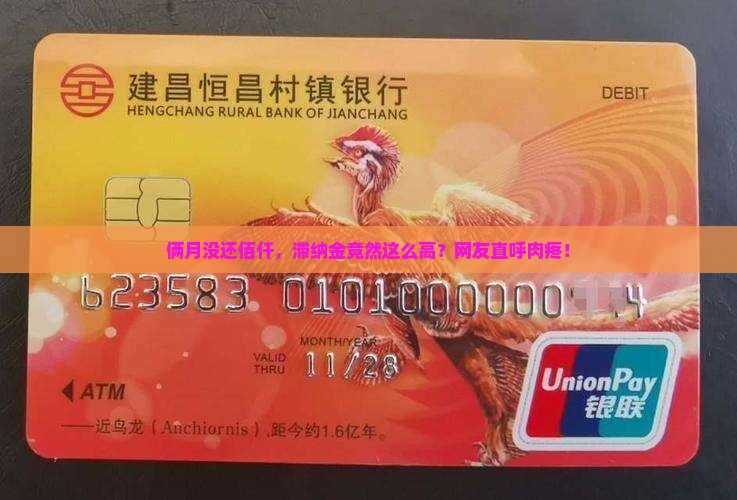 建昌恒昌村镇银行
HENGCHANG RURAL BANK OF JIANCHANG
DEBIT
俩月没还佰仟，滞纳金竟然这么高？网友直呼肉疼！
623583 0101000000 4
MONTH/YEAR
VALID THRU 11/28
ATM
UnionPay
银联
——近鸟龙（Anchiornis）,距今约1.6亿年。